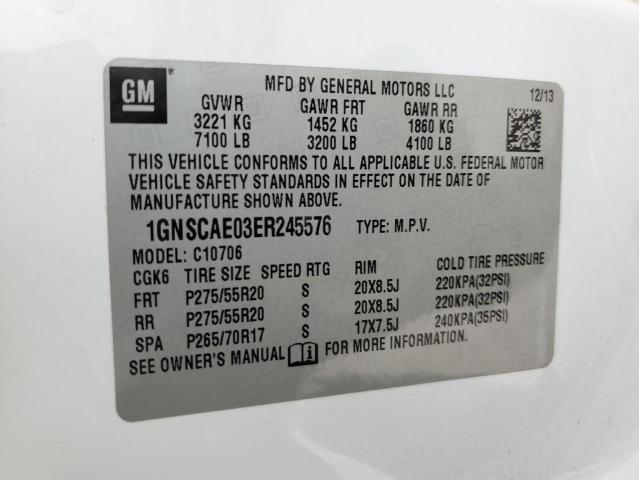 GM
MFD BY GENERAL MOTORS LLC 12/13
GVWR GAWR FRT GAWR RR
3221 KG 1452 KG 1860 KG
7100 LB 3200 LB 4100 LB
THIS VEHICLE CONFORMS TO ALL APPLICABLE U.S. FEDERAL MOTOR
VEHICLE SAFETY STANDARDS IN EFFECT ON THE DATE OF
MANUFACTURE SHOWN ABOVE.
1GNSCAE03ER245576 TYPE: M.P.V.
MODEL: C10706
CGK6 TIRE SIZE SPEED RTG RIM COLD TIRE PRESSURE
FRT P275/55R20 S 20X8.5J 220KPA(32PSI)
RR P275/55R20 S 20X8.5J 220KPA(32PSI)
SPA P265/70R17 S 17X7.5J 240KPA(35PSI)
SEE OWNER'S MANUAL FOR MORE INFORMATION.